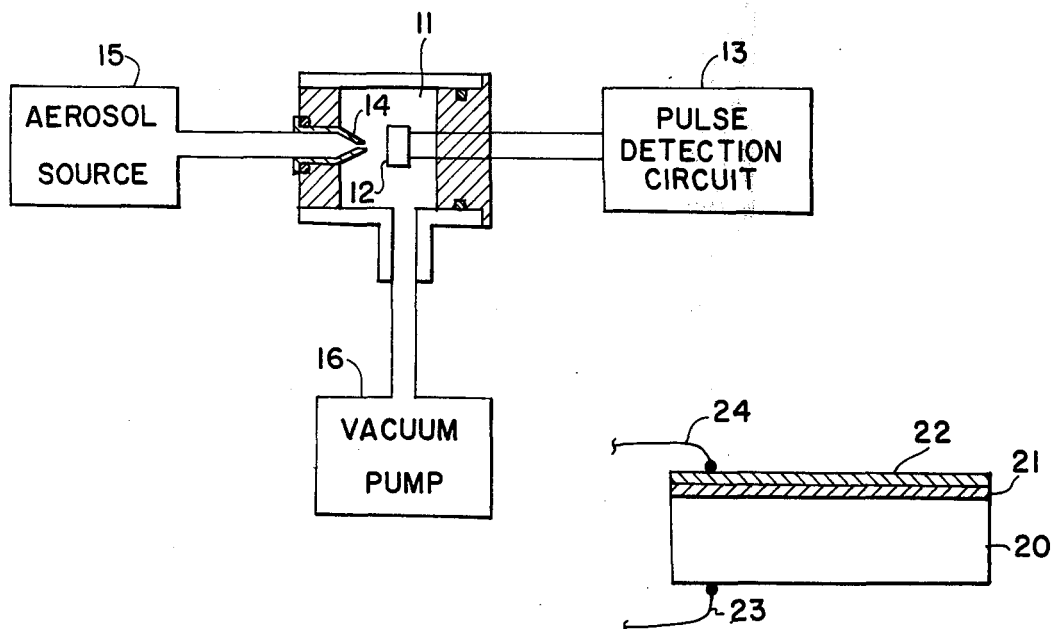 15
AEROSOL
SOURCE
11
14
12
13
PULSE
DETECTION
CIRCUIT
16
VACUUM
PUMP
24
22
21
20
23